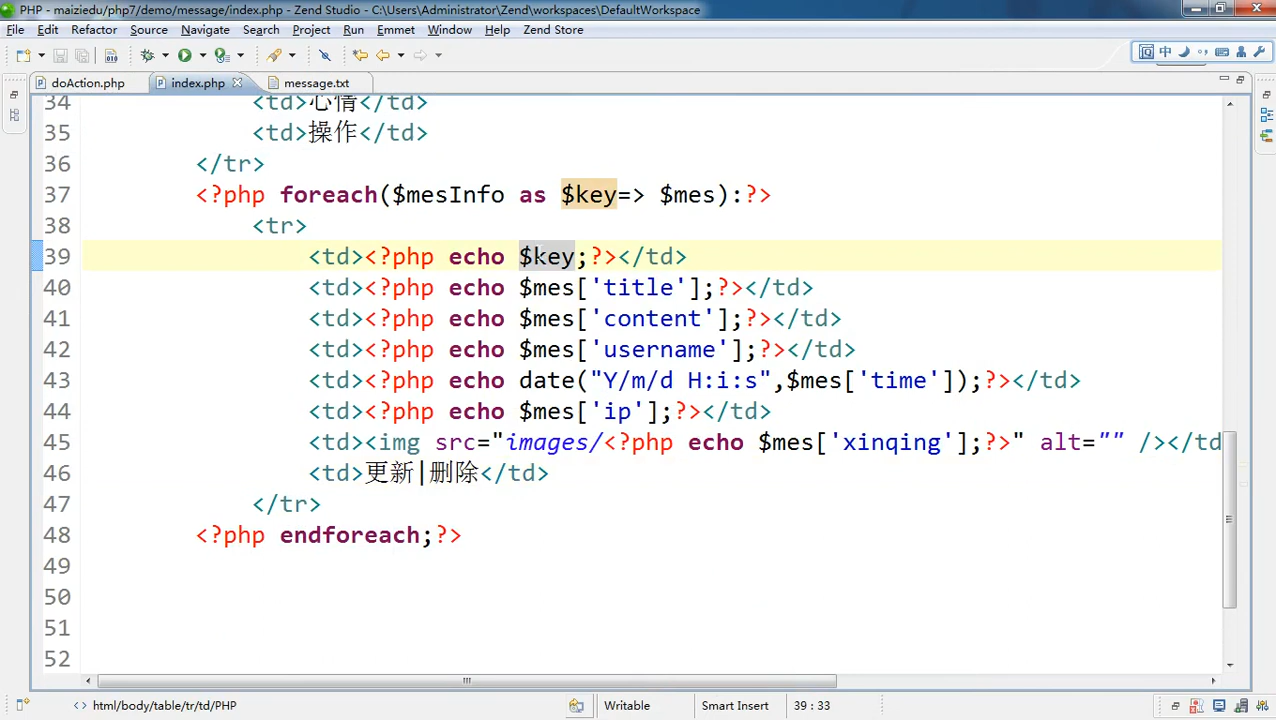 PHP - maiziedu/php7/demo/message/index.php - Zend Studio - C:\Users\Administrator\Zend\workspaces\DefaultWorkspace
File Edit Refactor Source Navigate Search Project Run Emmet Window Help Zend Store
中
doAction.php index.php message.txt
34 <td>心情</td>
35 <td>操作</td>
36 </tr>
37 <?php foreach($mesInfo as $key=> $mes):?>
38 <tr>
39 <td><?php echo $key;?></td>
40 <td><?php echo $mes['title'];?></td>
41 <td><?php echo $mes['content'];?></td>
42 <td><?php echo $mes['username'];?></td>
43 <td><?php echo date("Y/m/d H:i:s",$mes['time']);?></td>
44 <td><?php echo $mes['ip'];?></td>
45 <td><img src="images/<?php echo $mes['xinqing'];?>" alt="" /></td
46 <td>更新|删除</td>
47 </tr>
48 <?php endforeach;?>
49
50
51
52
<> html/body/table/tr/td/PHP Writable Smart Insert 39 : 33